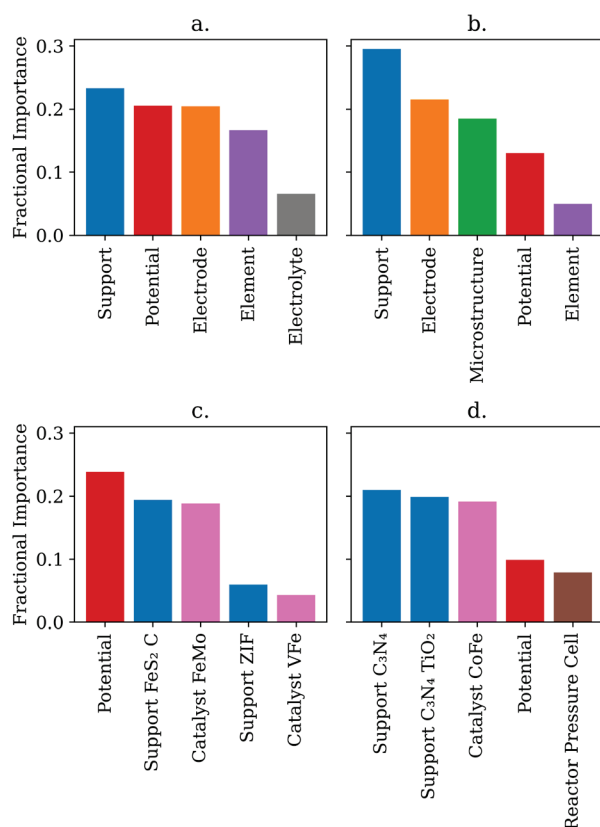 a.
Fractional Importance
0.3
0.2
0.1
0.0
Support
Potential
Electrode
Element
Electrolyte
b.
Support
Electrode
Microstructure
Potential
Element
c.
Fractional Importance
0.3
0.2
0.1
0.0
Potential
Support FeS₂ C
Catalyst FeMo
Support ZIF
Catalyst VFe
d.
Support C₃N₄
Support C₃N₄ TiO₂
Catalyst CoFe
Potential
Reactor Pressure Cell